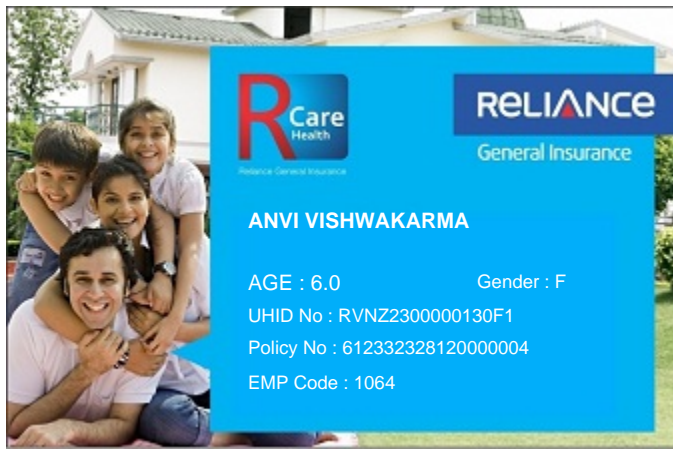 R Care
Health
Reliance General Insurance
RELIANCE
General Insurance
ANVI VISHWAKARMA
AGE : 6.0 Gender : F
UHID No : RVNZ2300000130F1
Policy No : 612332328120000004
EMP Code : 1064